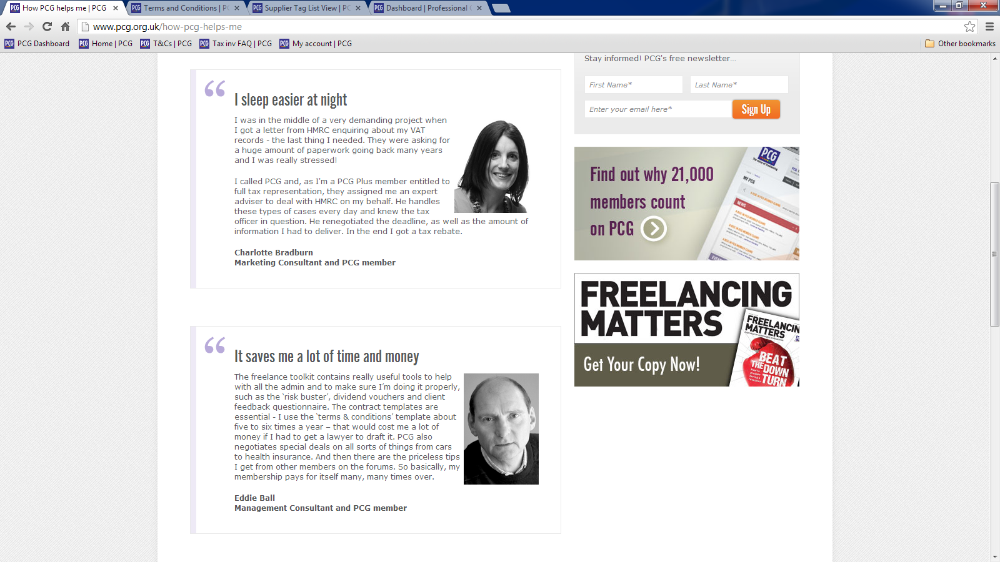 How PCG helps me | PCG
Terms and Conditions | PC
Supplier Tag List View | PC
Dashboard | Professional C
www.pcg.org.uk/how-pcg-helps-me
PCG Dashboard
Home | PCG
T&Cs | PCG
Tax inv FAQ | PCG
My account | PCG
Other bookmarks
“
I sleep easier at night
I was in the middle of a very demanding project when
I got a letter from HMRC enquiring about my VAT
records - the last thing I needed. They were asking for
a huge amount of paperwork going back many years
and I was really stressed!
I called PCG and, as I'm a PCG Plus member entitled to
full tax representation, they assigned me an expert
adviser to deal with HMRC on my behalf. He handles
these types of cases every day and knew the tax
officer in question. He renegotiated the deadline, as well as the amount of
information I had to deliver. In the end I got a tax rebate.
Charlotte Bradburn
Marketing Consultant and PCG member
“
It saves me a lot of time and money
The freelance toolkit contains really useful tools to help
with all the admin and to make sure I’m doing it properly,
such as the ‘risk buster’, dividend vouchers and client
feedback questionnaire. The contract templates are
essential - I use the ‘terms & conditions’ template about
five to six times a year – that would cost me a lot of
money if I had to get a lawyer to draft it. PCG also
negotiates special deals on all sorts of things from cars
to health insurance. And then there are the priceless tips
I get from other members on the forums. So basically, my
membership pays for itself many, many times over.
Eddie Ball
Management Consultant and PCG member
Stay informed! PCG's free newsletter...
First Name*
Last Name*
Enter your email here*
Sign Up
Find out why 21,000
members count
on PCG
PCG
MY PCG
NEWS
FREELANCING
MATTERS
Get Your Copy Now!
FREELANCIN
MATTERS
BEAT
THE DOWN
TURN